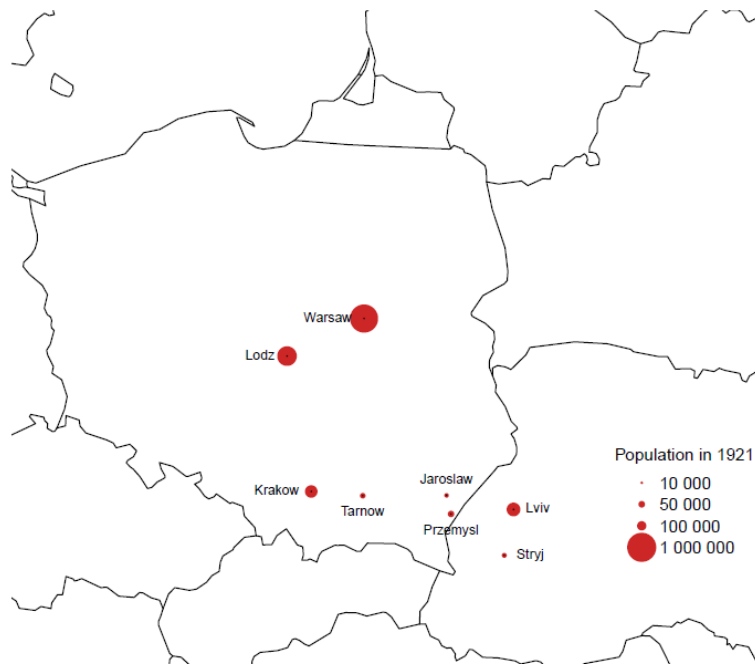 Warsaw
Lodz
Population in 1921
10 000
Jaroslaw
Krakow
50 000
Tarnow
Lviv
Przemysl
100 000
1 000 000
Stryj